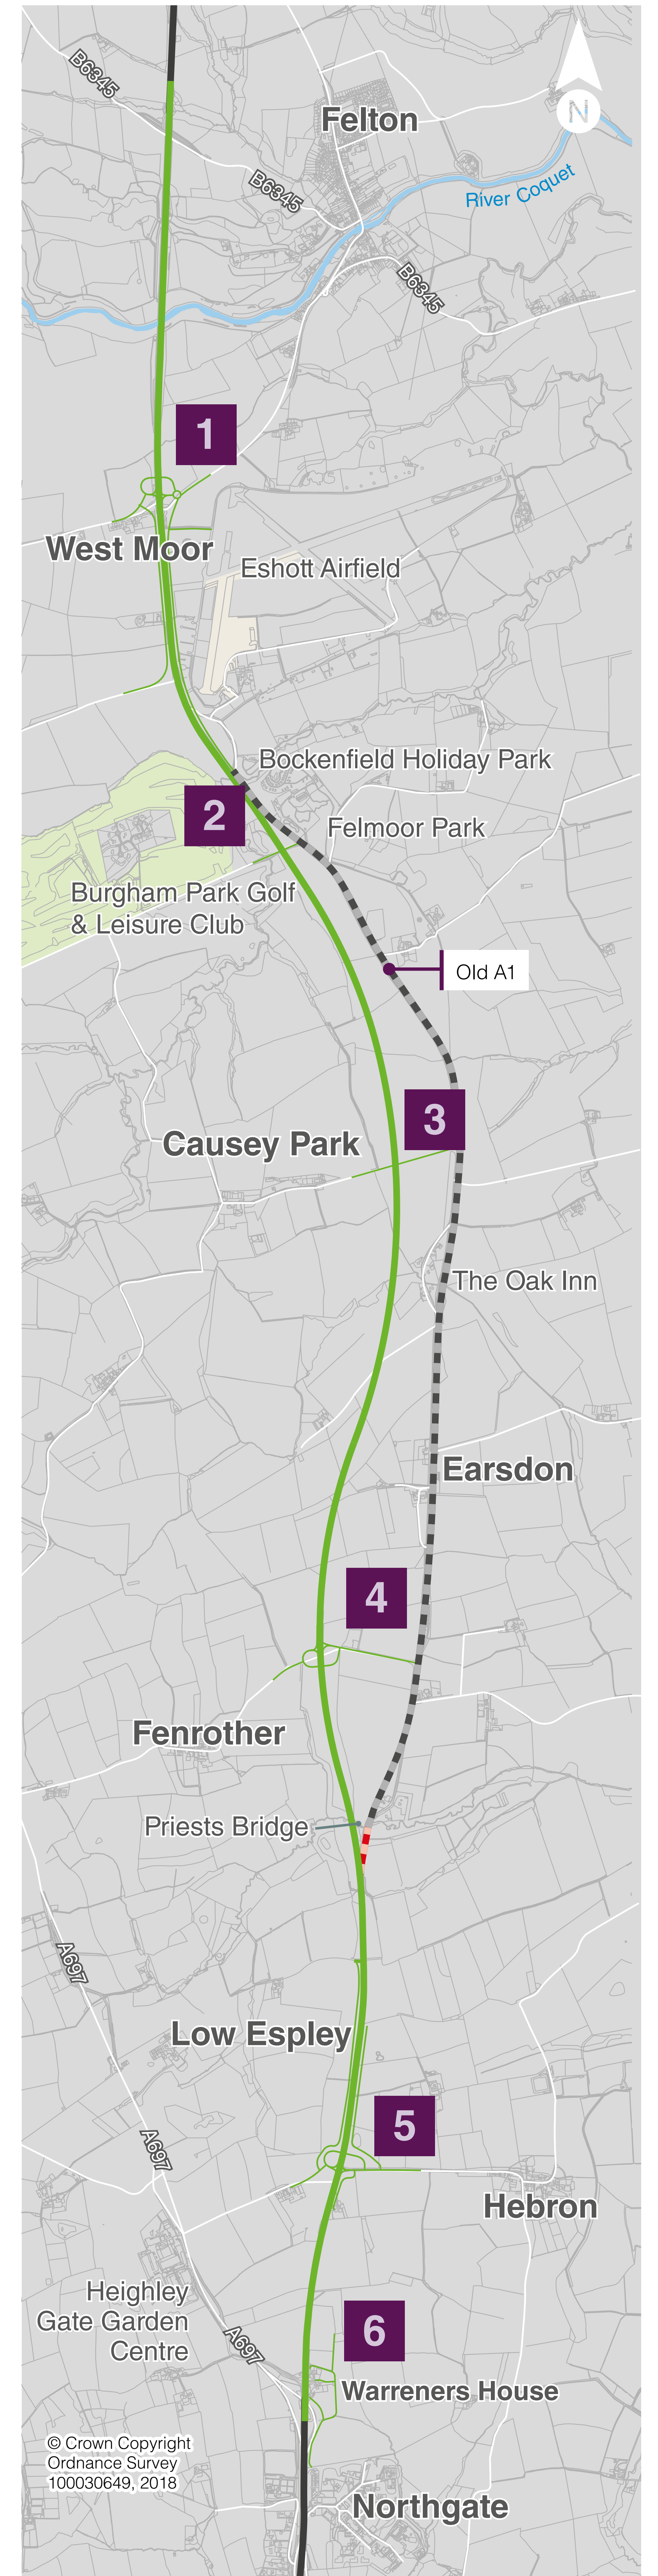 B6345
Felton
N
B6345
River Coquet
B6345
1
West Moor
Eshott Airfield
Bockenfield Holiday Park
2
Felmoor Park
Burgham Park Golf
& Leisure Club
Old A1
3
Causey Park
The Oak Inn
Earsdon
4
Fenrother
Priests Bridge
A697
Low Espley
5
A697
Hebron
Heighley
Gate Garden
Centre
6
A697
Warreners House
© Crown Copyright
Ordnance Survey
100030649, 2018
Northgate